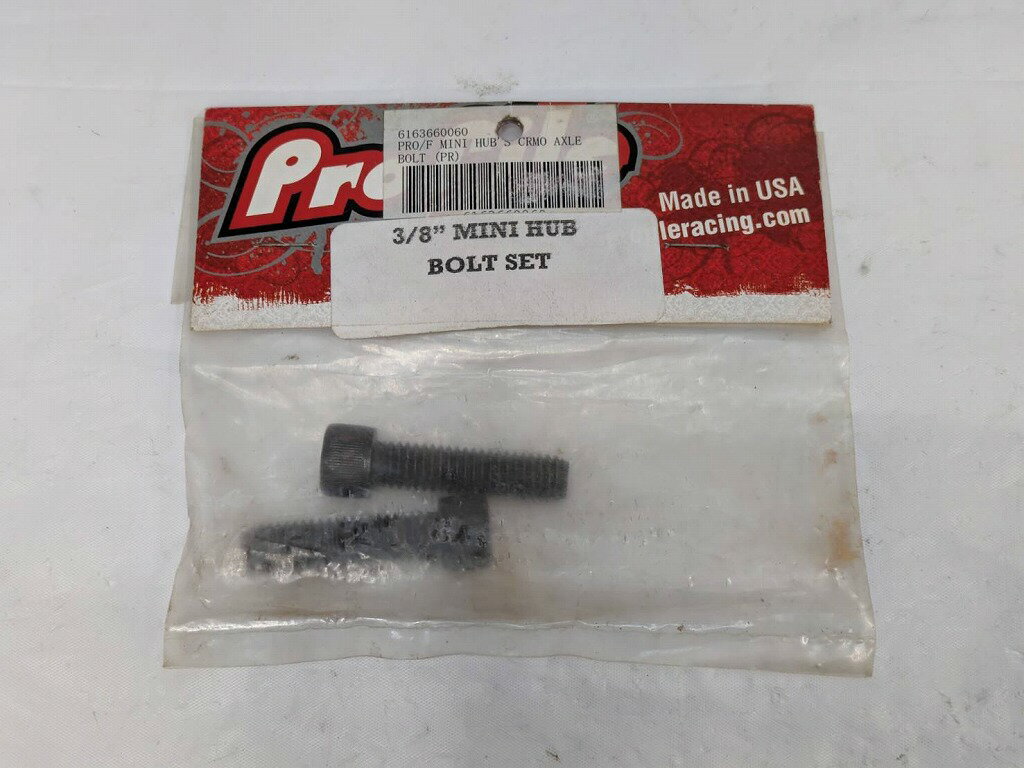 6163660060
PRO/F MINI HUB'S CRMO AXLE
BOLT (PR)
Pro
Made in USA
leracing.com
3/8” MINI HUB
BOLT SET